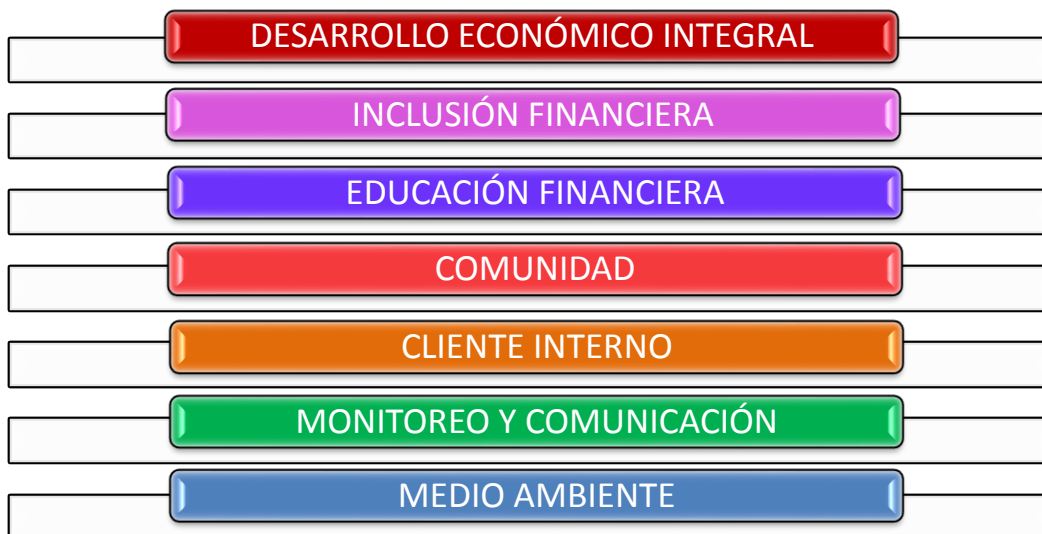 DESARROLLO ECONÓMICO INTEGRAL
INCLUSIÓN FINANCIERA
EDUCACIÓN FINANCIERA
COMUNIDAD
CLIENTE INTERNO
MONITOREO Y COMUNICACIÓN
MEDIO AMBIENTE